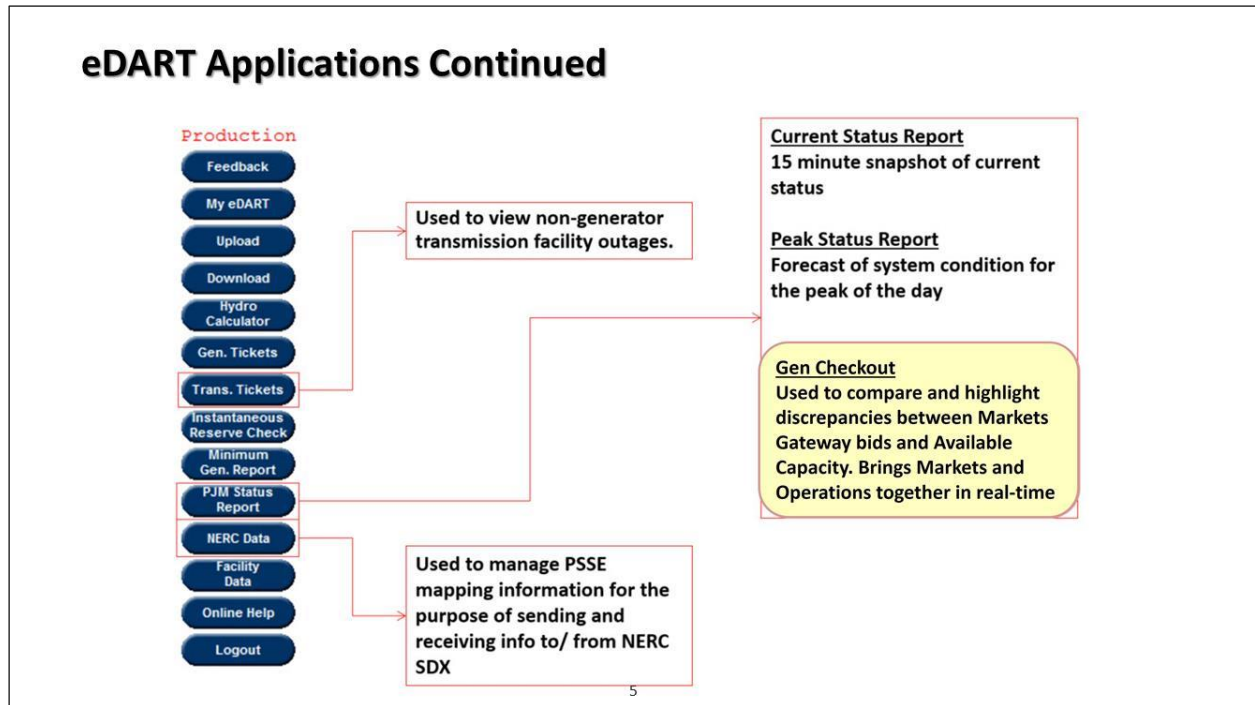 eDART Applications Continued
Production
Feedback
My eDART
Upload
Download
Hydro
Calculator
Gen. Tickets
Trans. Tickets
Instantaneous
Reserve Check
Minimum
Gen. Report
PJM Status
Report
NERC Data
Facility
Data
Online Help
Logout
Used to view non-generator
transmission facility outages.
Used to manage PSSE
mapping information for the
purpose of sending and
receiving info to/ from NERC
SDX
Current Status Report
15 minute snapshot of current
status
Peak Status Report
Forecast of system condition for
the peak of the day
Gen Checkout
Used to compare and highlight
discrepancies between Markets
Gateway bids and Available
Capacity. Brings Markets and
Operations together in real-time
5